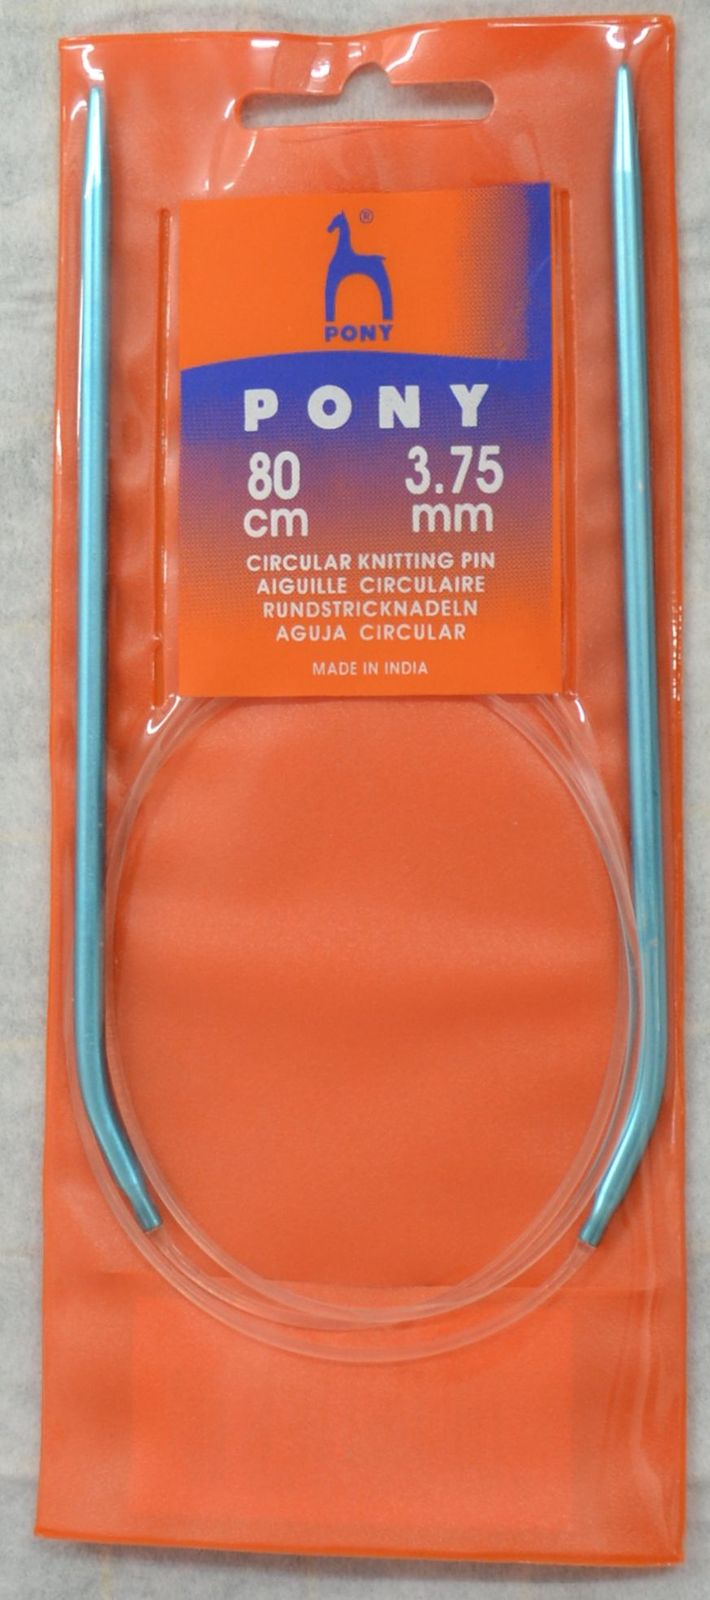 ®
PONY
PONY
80 3.75
cm mm
CIRCULAR KNITTING PIN
AIGUILLE CIRCULAIRE
RUNDSTRICKNADELN
AGUJA CIRCULAR
MADE IN INDIA